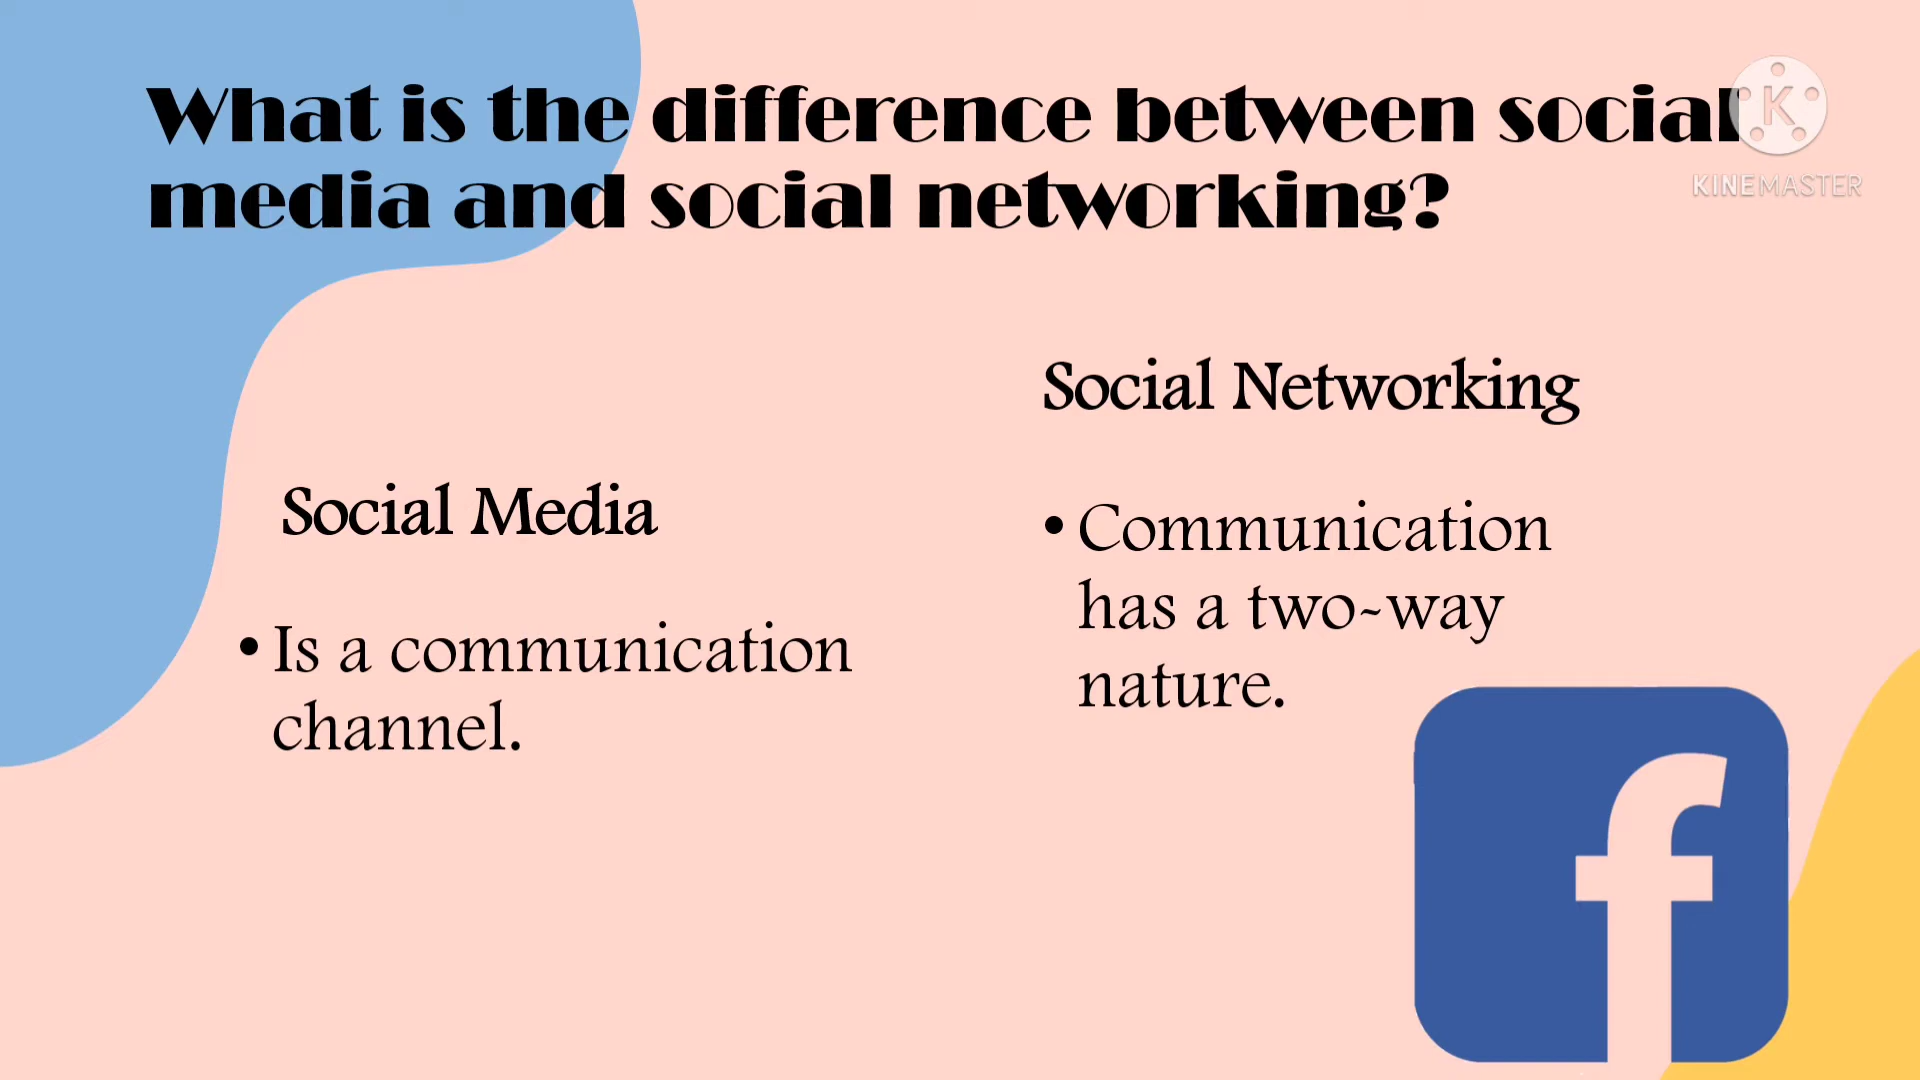 What is the difference between social
media and social networking?
K
KINEMASTER
Social Networking
Social Media
• Communication
has a two-way
nature.
• Is a communication
channel.
f